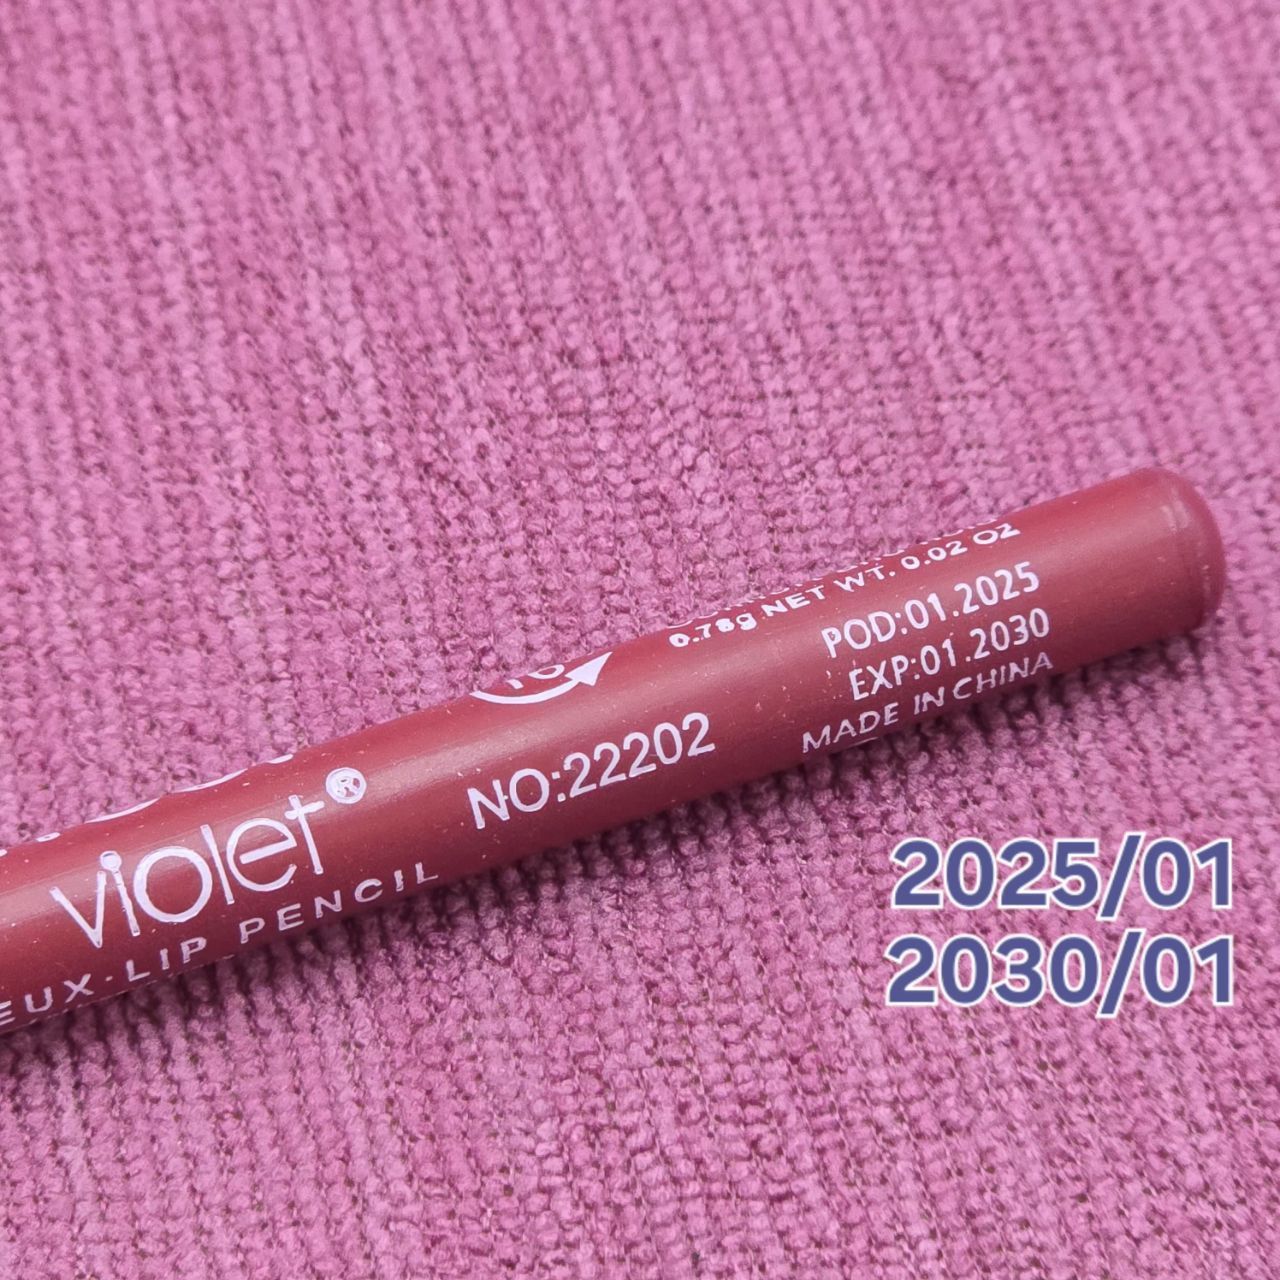 violet®
EUX·LIP PENCIL
NO:22202
0.78g NET WT. 0.02 OZ
POD:01.2025
EXP:01.2030
MADE IN CHINA
2025/01
2030/01